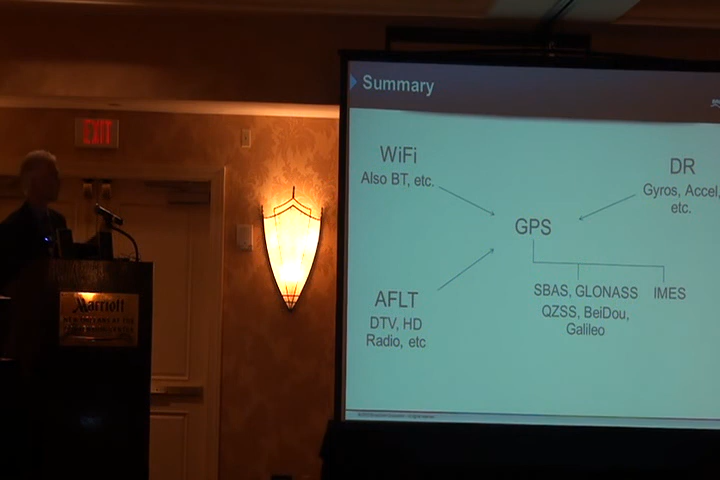 Summary
EXIT
WiFi
Also BT, etc.
DR
Gyros, Accel,
etc.
GPS
SBAS, GLONASS
QZSS, BeiDou,
Galileo
IMES
AFLT
DTV, HD
Radio, etc
Marriott